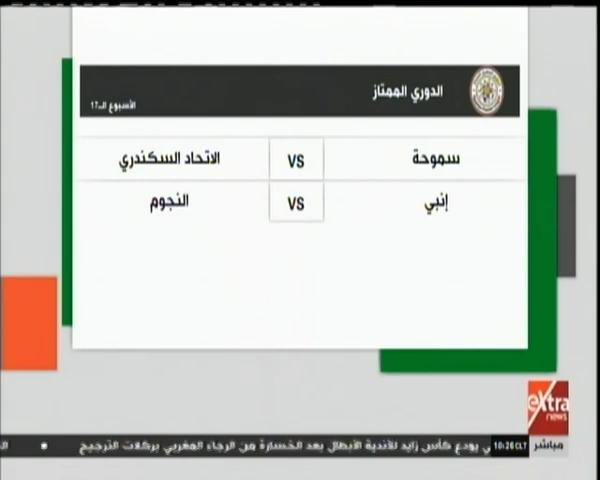 الدوري الممتاز
الأسبوع الـ17
سموحة VS الاتحاد السكندري
إنبي VS النجوم
eXtra
news
مباشر
10:26 CLT
ي يودع كأس زايد للأندية الأبطال بعد الخسارة من الرجاء المغربي بركلات الترجيح